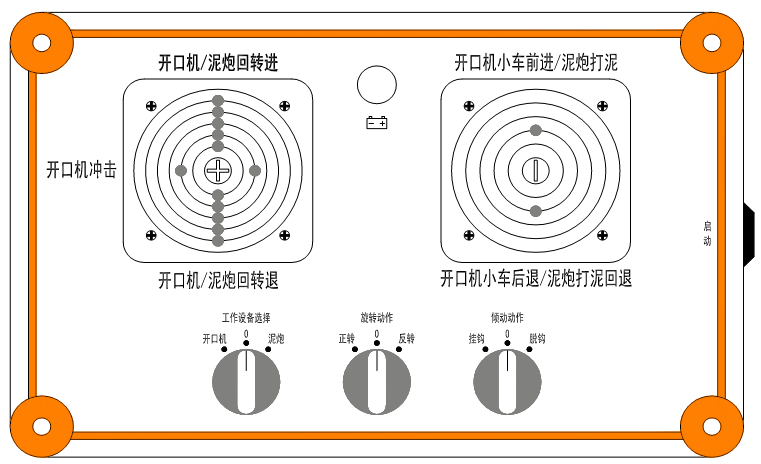 开口机/泥炮回转进
开口机小车前进/泥炮打泥
开口机冲击
启
动
开口机/泥炮回转退
开口机小车后退/泥炮打泥回退
工作设备选择
开口机
0
泥炮
旋转动作
正转
0
反转
倾动动作
挂钩
0
脱钩